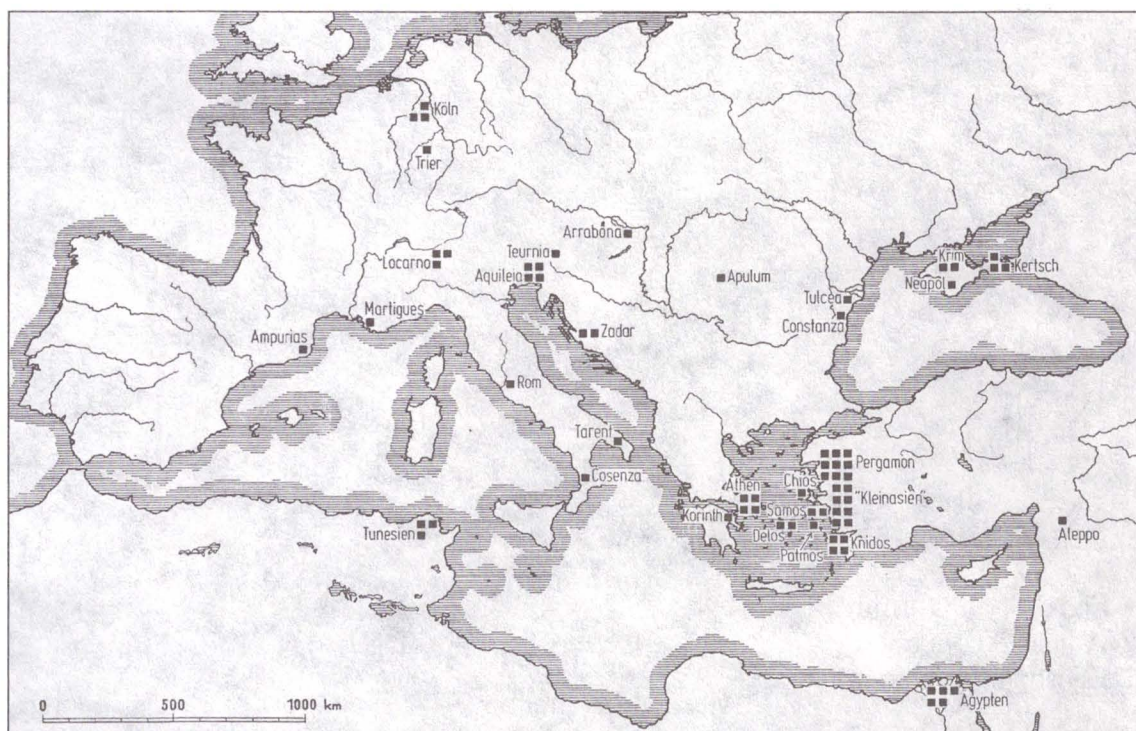 Köln
Trier
Arrabona
Teurnia
Locarno
Aquileia
Apulum
Krim
Kertsch
Neapol
Tulcea
Constanza
Martigues
Ampurias
Zadar
Rom
Tarent
Cosenza
Pergamon
Chios
Athen
"Kleinasien"
Samos
Korinth
Delos
Patmos
Knidos
Aleppo
Tunesien
Ägypten
0 500 1000 km